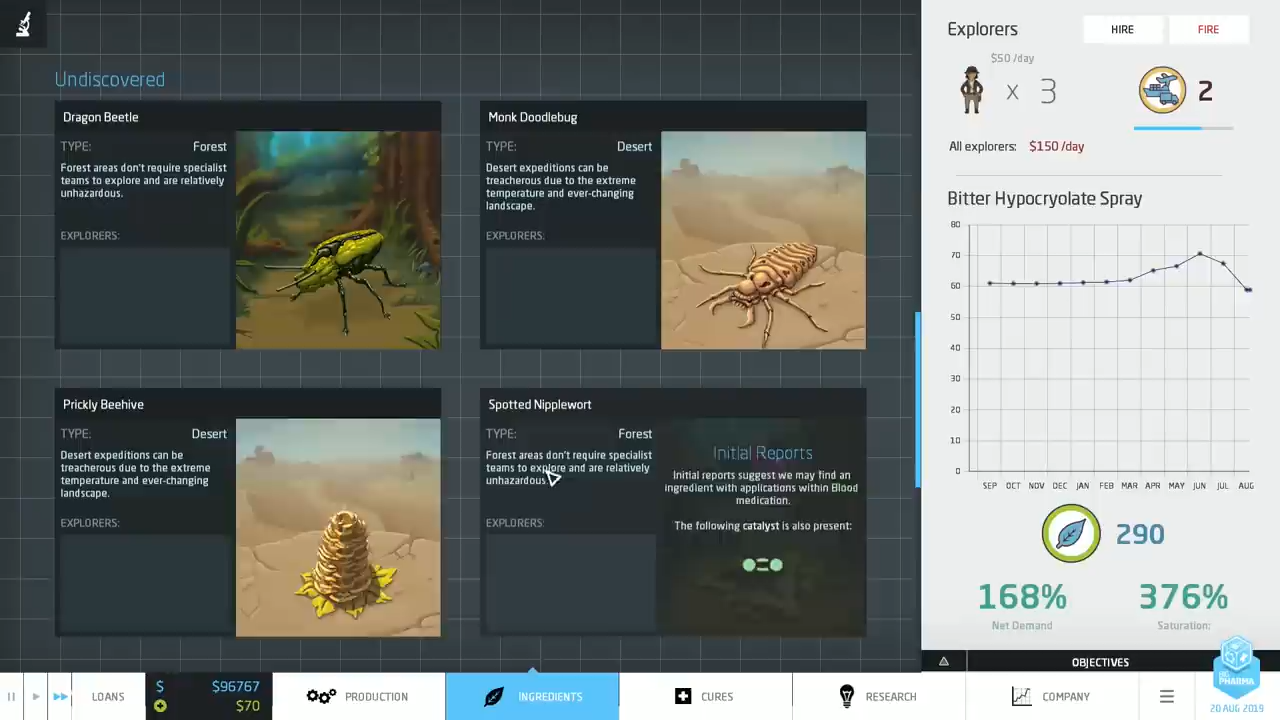 Undiscovered
Dragon Beetle
TYPE: Forest
Forest areas don't require specialist
teams to explore and are relatively
unhazardous.
EXPLORERS:
Monk Doodlebug
TYPE: Desert
Desert expeditions can be
treacherous due to the extreme
temperature and ever-changing
landscape.
EXPLORERS:
Prickly Beehive
TYPE: Desert
Desert expeditions can be
treacherous due to the extreme
temperature and ever-changing
landscape.
EXPLORERS:
Spotted Nipplewort
TYPE: Forest
Forest areas don't require specialist
teams to explore and are relatively
unhazardous.
EXPLORERS:
Initial Reports
Initial reports suggest we may find an
ingredient with applications within Blood
medication.
The following catalyst is also present:
Explorers HIRE FIRE
$50 /day
x 3 2
All explorers: $150 /day
Bitter Hypocryolate Spray
80
70
60
50
40
30
20
10
0
SEP OCT NOV DEC JAN FEB MAR APR MAY JUN JUL AUG
290
168% 376%
Net Demand Saturation:
OBJECTIVES
LOANS
$ $96767
$70
PRODUCTION
INGREDIENTS
CURES
RESEARCH
COMPANY
BIG PHARMA
20 AUG 2019